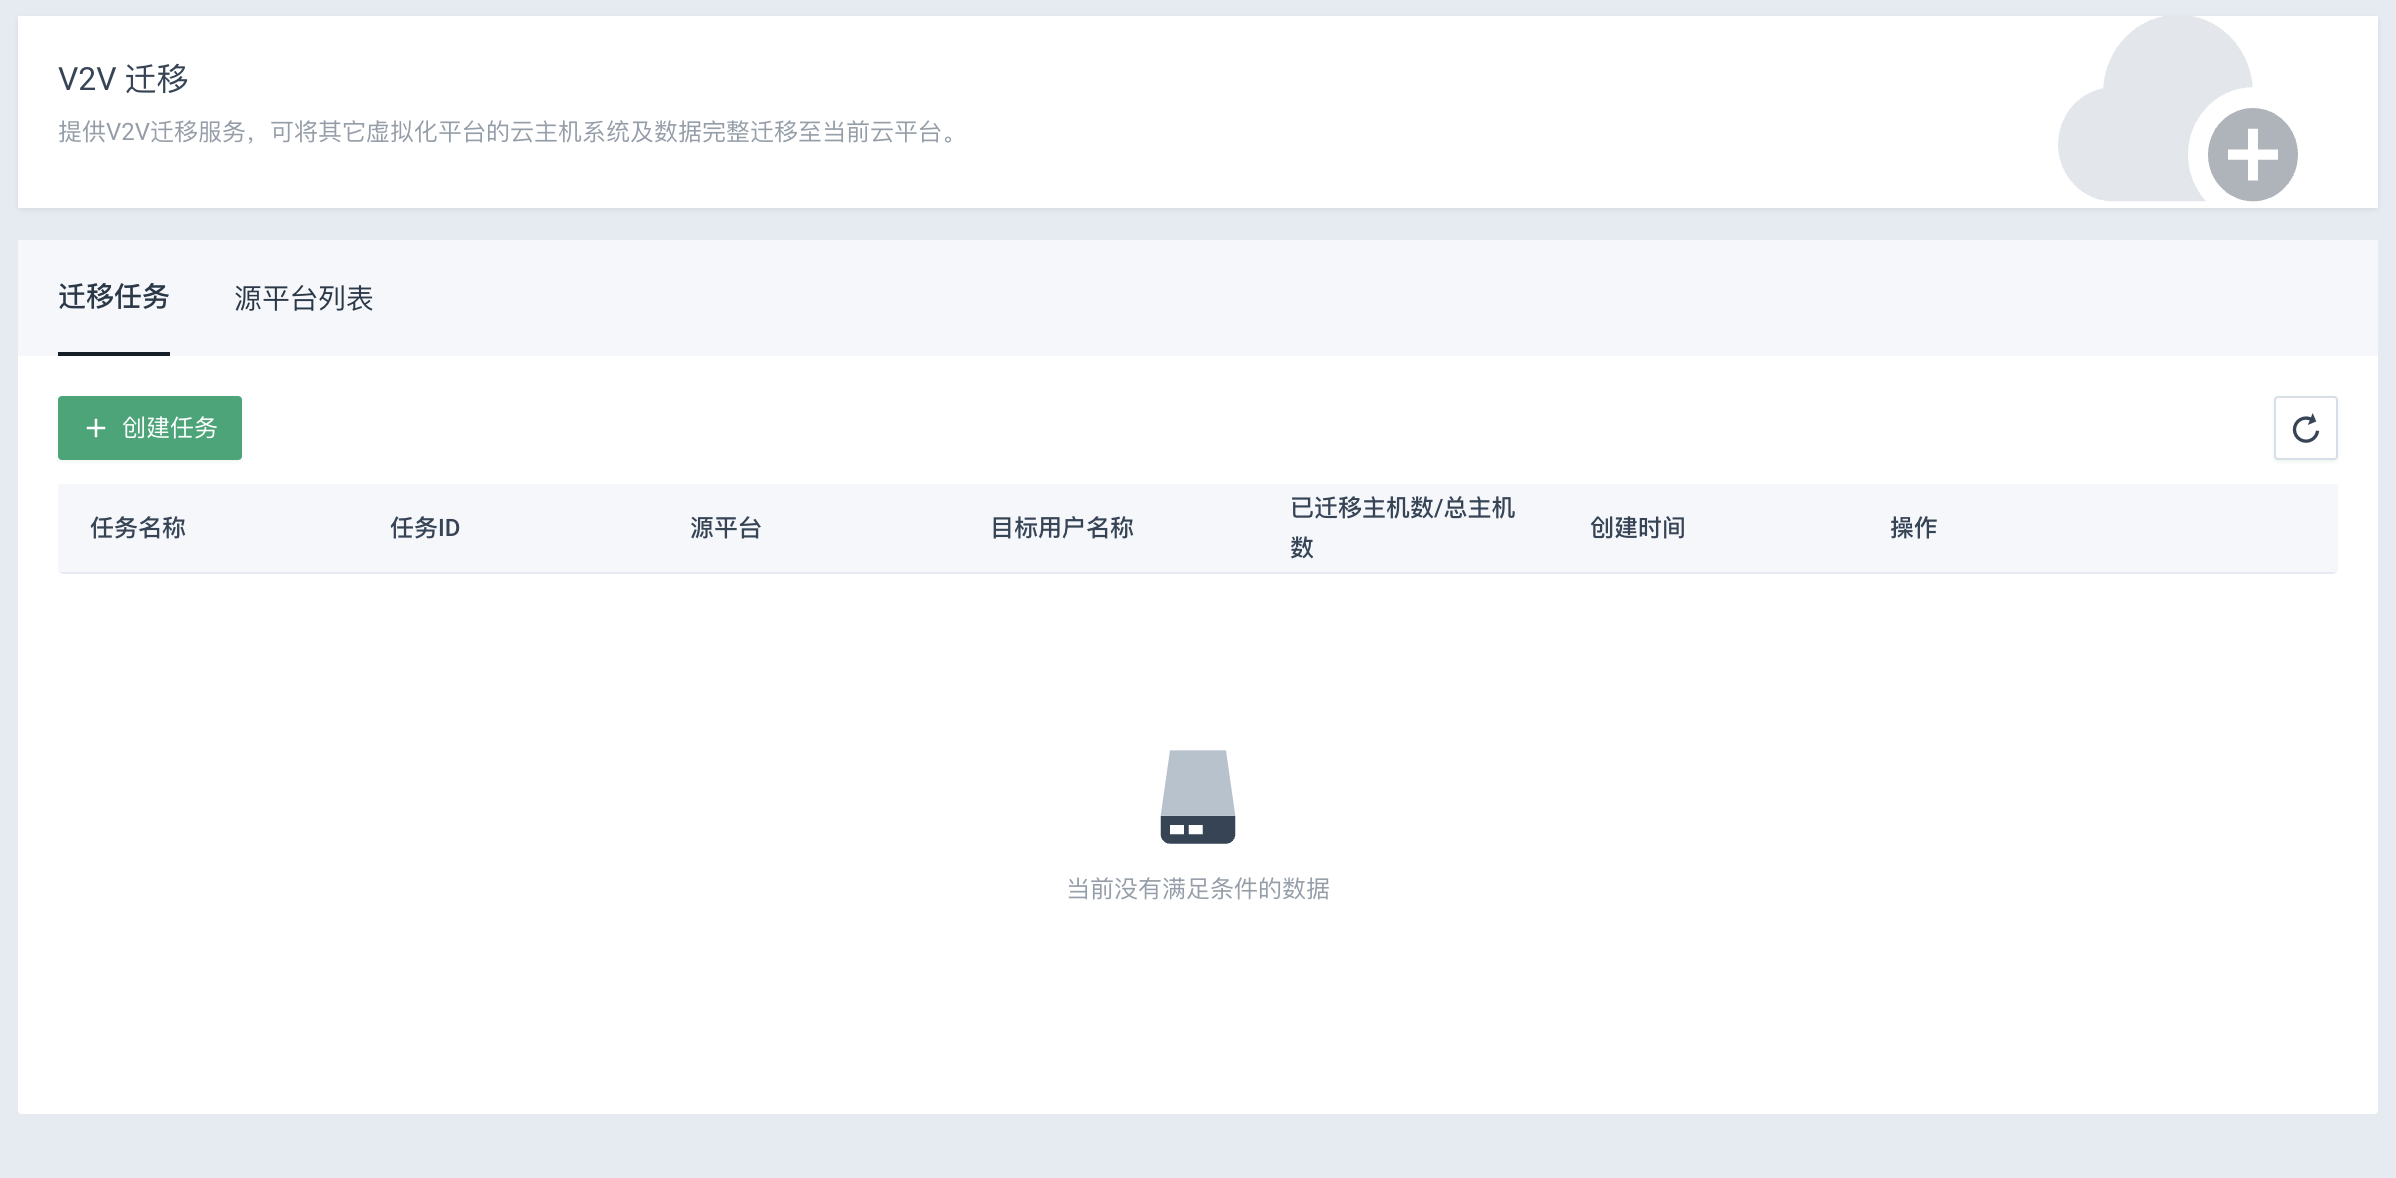 V2V 迁移
提供V2V迁移服务，可将其它虚拟化平台的云主机系统及数据完整迁移至当前云平台。
迁移任务
源平台列表
创建任务
任务名称
任务ID
源平台
目标用户名称
已迁移主机数/总主机
数
创建时间
操作
当前没有满足条件的数据